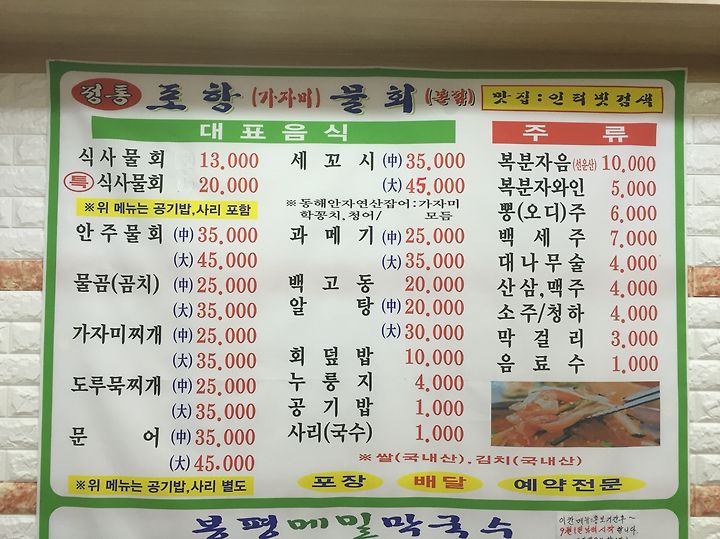 정통 포항 (가자미) 물회 (본점) 맛집:인터넷검색
대표음식
식사물회 13,000
특 식사물회 20,000
※위 메뉴는 공기밥,사리 포함
안주물회 (中) 35,000
(大) 45,000
물곰(곰치) (中) 25,000
(大) 35,000
가자미찌개 (中) 25,000
(大) 35,000
도루묵찌개 (中) 25,000
(大) 35,000
문어 (中) 35,000
(大) 45,000
※위 메뉴는 공기밥,사리 별도
세꼬시 (中) 35,000
(大) 45,000
※동해안자연산잡어:가자미
학꽁치,청어/ 모듬
과메기 (中) 25,000
(大) 35,000
백고동 20,000
알탕 (中) 20,000
(大) 30,000
회덮밥 10,000
누룽지 4,000
공기밥 1,000
사리(국수) 1,000
주류
복분자음(선운산) 10,000
복분자와인 5,000
뽕(오디)주 6,000
백세주 7,000
대나무술 4,000
산삼,맥주 4,000
소주/청하 4,000
막걸리 3,000
음료수 1,000
※쌀(국내산),김치(국내산)
포장 배달 예약전문
봉평메밀막국수